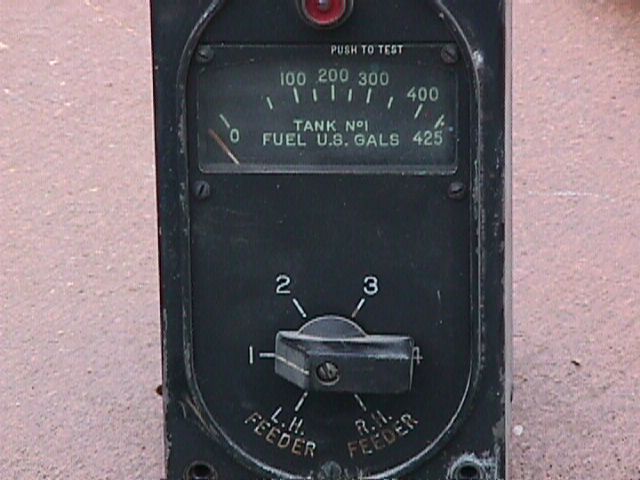 PUSH TO TEST
100 200 300
400
0
TANK Nº1
FUEL U.S. GALS 425
2 3
1 4
L.H. R.H.
FEEDER FEEDER